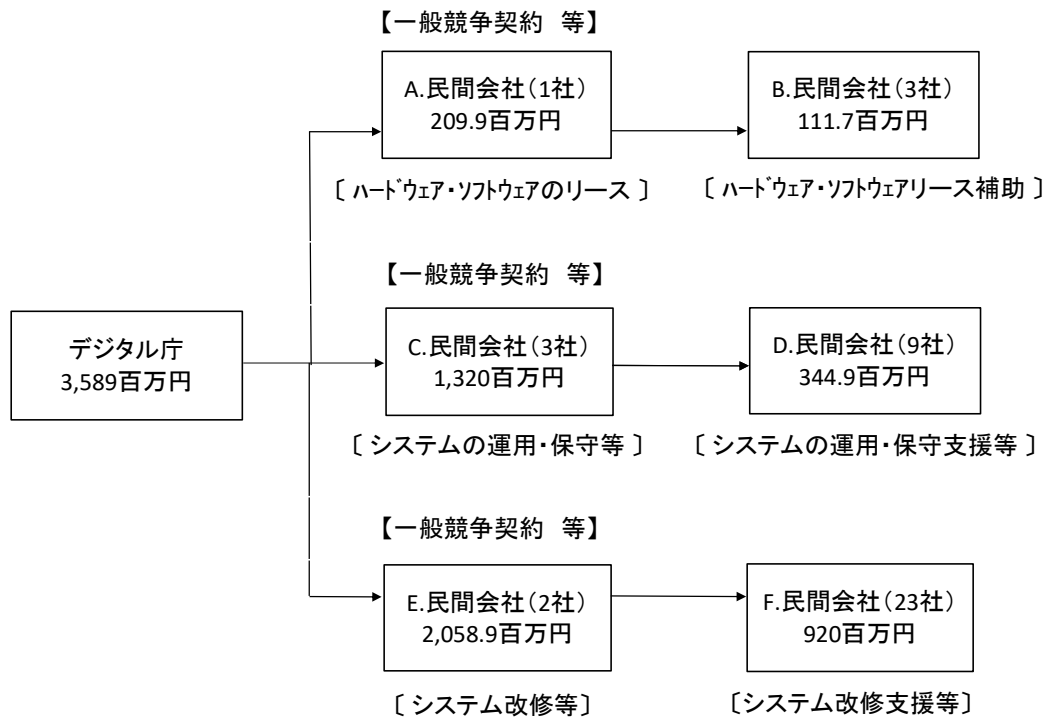 【一般競争契約　等】
A.民間会社(1社)
209.9百万円
B.民間会社(3社)
111.7百万円
〔 ﾊｰﾄﾞｳｪｱ・ｿﾌﾄｳｪｱのリース 〕
〔 ﾊｰﾄﾞｳｪｱ・ｿﾌﾄｳｪｱリース補助 〕
【一般競争契約　等】
デジタル庁
3,589百万円
C.民間会社(3社)
1,320百万円
D.民間会社(9社)
344.9百万円
〔 システムの運用・保守等 〕
〔 システムの運用・保守支援等 〕
【一般競争契約　等】
E.民間会社(2社)
2,058.9百万円
F.民間会社(23社)
920百万円
〔 システム改修等〕
〔システム改修支援等〕